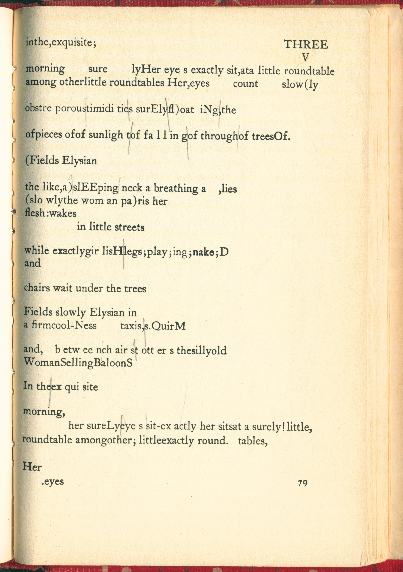 inthe,exquisite;
THREE
V
morning sure lyHer eye s exactly sit,ata little roundtable
among otherlittle roundtables Her,eyes count slow(ly
obstre poroustimidi ties surElyfl)oat iNg,the
ofpieces ofof sunligh tof fa l l in gof throughof treesOf.
(Fields Elysian
the like,a)slEEping neck a breathing a ,lies
(slo wlythe wom an pa)ris her
flesh:wakes
in little streets
while exactlygir lisHlegs;play;ing;nake;D
and
chairs wait under the trees
Fields slowly Elysian in
a firmcool-Ness taxis,s.QuirM
and, b etw ee nch air st ott er s thesillyold
WomanSellingBaloonS
In theex qui site
morning,
her sureLyeye s sit-ex actly her sitsat a surely!little,
roundtable amongother; littleexactly round. tables,
Her
.eyes
79